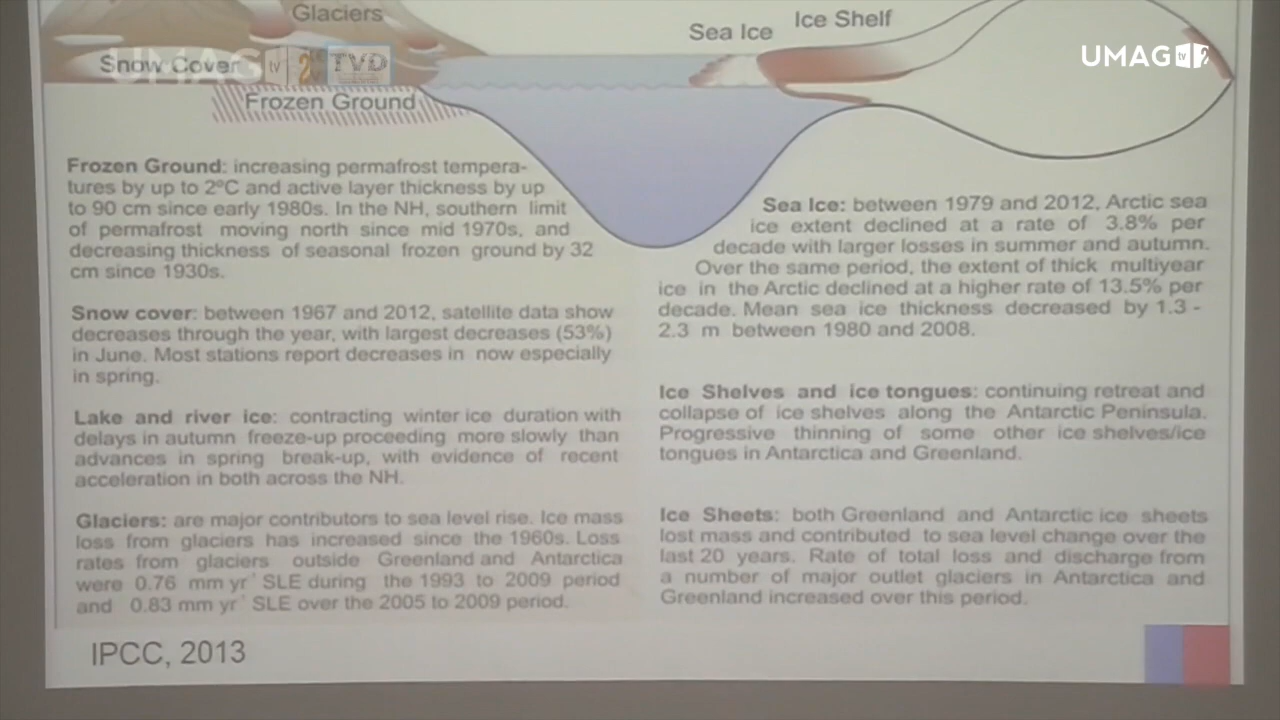 Glaciers
Sea Ice
Ice Shelf
UMAG tv 2
Snow Cover
UMAG tv 2 TVD
Frozen Ground
Frozen Ground: increasing permafrost tempera-
tures by up to 2ºC and active layer thickness by up
to 90 cm since early 1980s. In the NH, southern limit
of permafrost moving north since mid 1970s, and
decreasing thickness of seasonal frozen ground by 32
cm since 1930s.
Snow cover: between 1967 and 2012, satellite data show
decreases through the year, with largest decreases (53%)
in June. Most stations report decreases in now especially
in spring.
Lake and river ice: contracting winter ice duration with
delays in autumn freeze-up proceeding more slowly than
advances in spring break-up, with evidence of recent
acceleration in both across the NH.
Glaciers: are major contributors to sea level rise. Ice mass
loss from glaciers has increased since the 1960s. Loss
rates from glaciers outside Greenland and Antarctica
were 0.76 mm yr SLE during the 1993 to 2009 period
and 0.83 mm yr SLE over the 2005 to 2009 period.
Sea Ice: between 1979 and 2012, Arctic sea
ice extent declined at a rate of 3.8% per
decade with larger losses in summer and autumn.
Over the same period, the extent of thick multiyear
ice in the Arctic declined at a higher rate of 13.5% per
decade. Mean sea ice thickness decreased by 1.3 -
2.3 m between 1980 and 2008.
Ice Shelves and ice tongues: continuing retreat and
collapse of ice shelves along the Antarctic Peninsula.
Progressive thinning of some other ice shelves/ice
tongues in Antarctica and Greenland.
Ice Sheets: both Greenland and Antarctic ice sheets
lost mass and contributed to sea level change over the
last 20 years. Rate of total loss and discharge from
a number of major outlet glaciers in Antarctica and
Greenland increased over this period.
IPCC, 2013